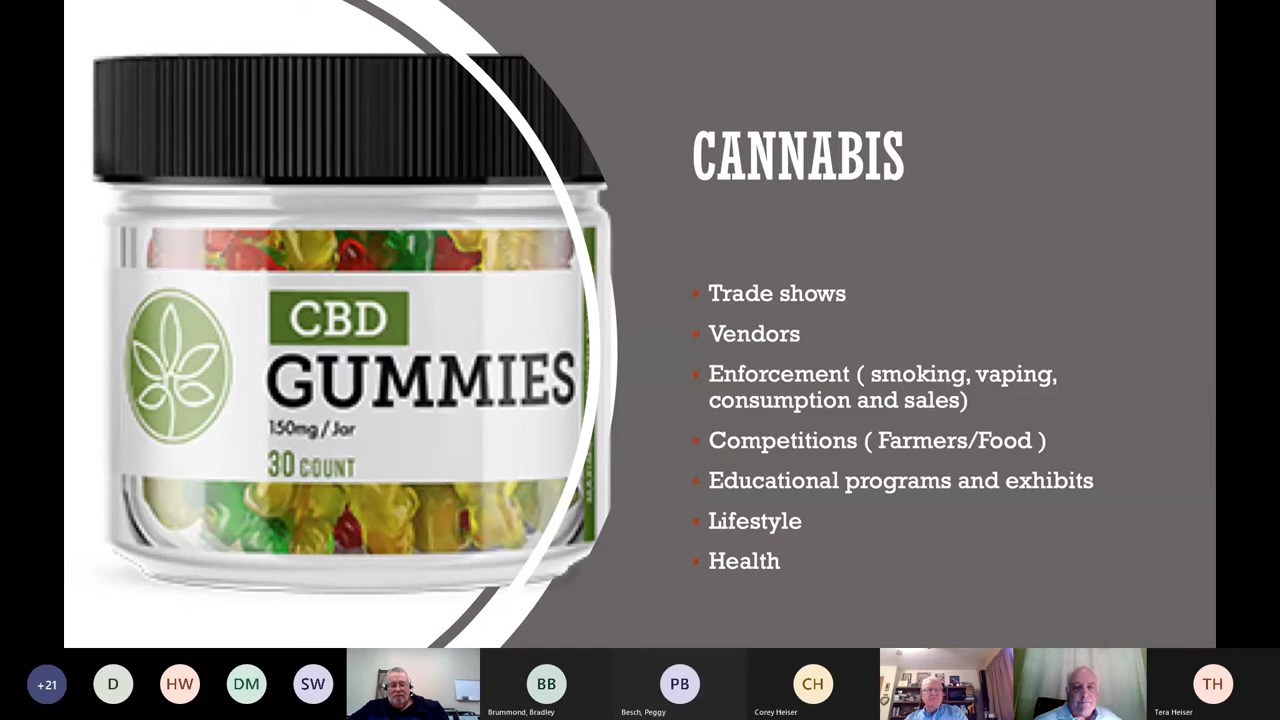 CANNABIS
CBD
GUMMIES
150mg / Jar
30 COUNT
Trade shows
Vendors
Enforcement ( smoking, vaping,
consumption and sales)
Competitions ( Farmers/Food )
Educational programs and exhibits
Lifestyle
Health
+21
D
HW
DM
SW
BB
PB
CH
TH
Brummond, Bradley
Besch, Peggy
Corey Heiser
Tera Heiser